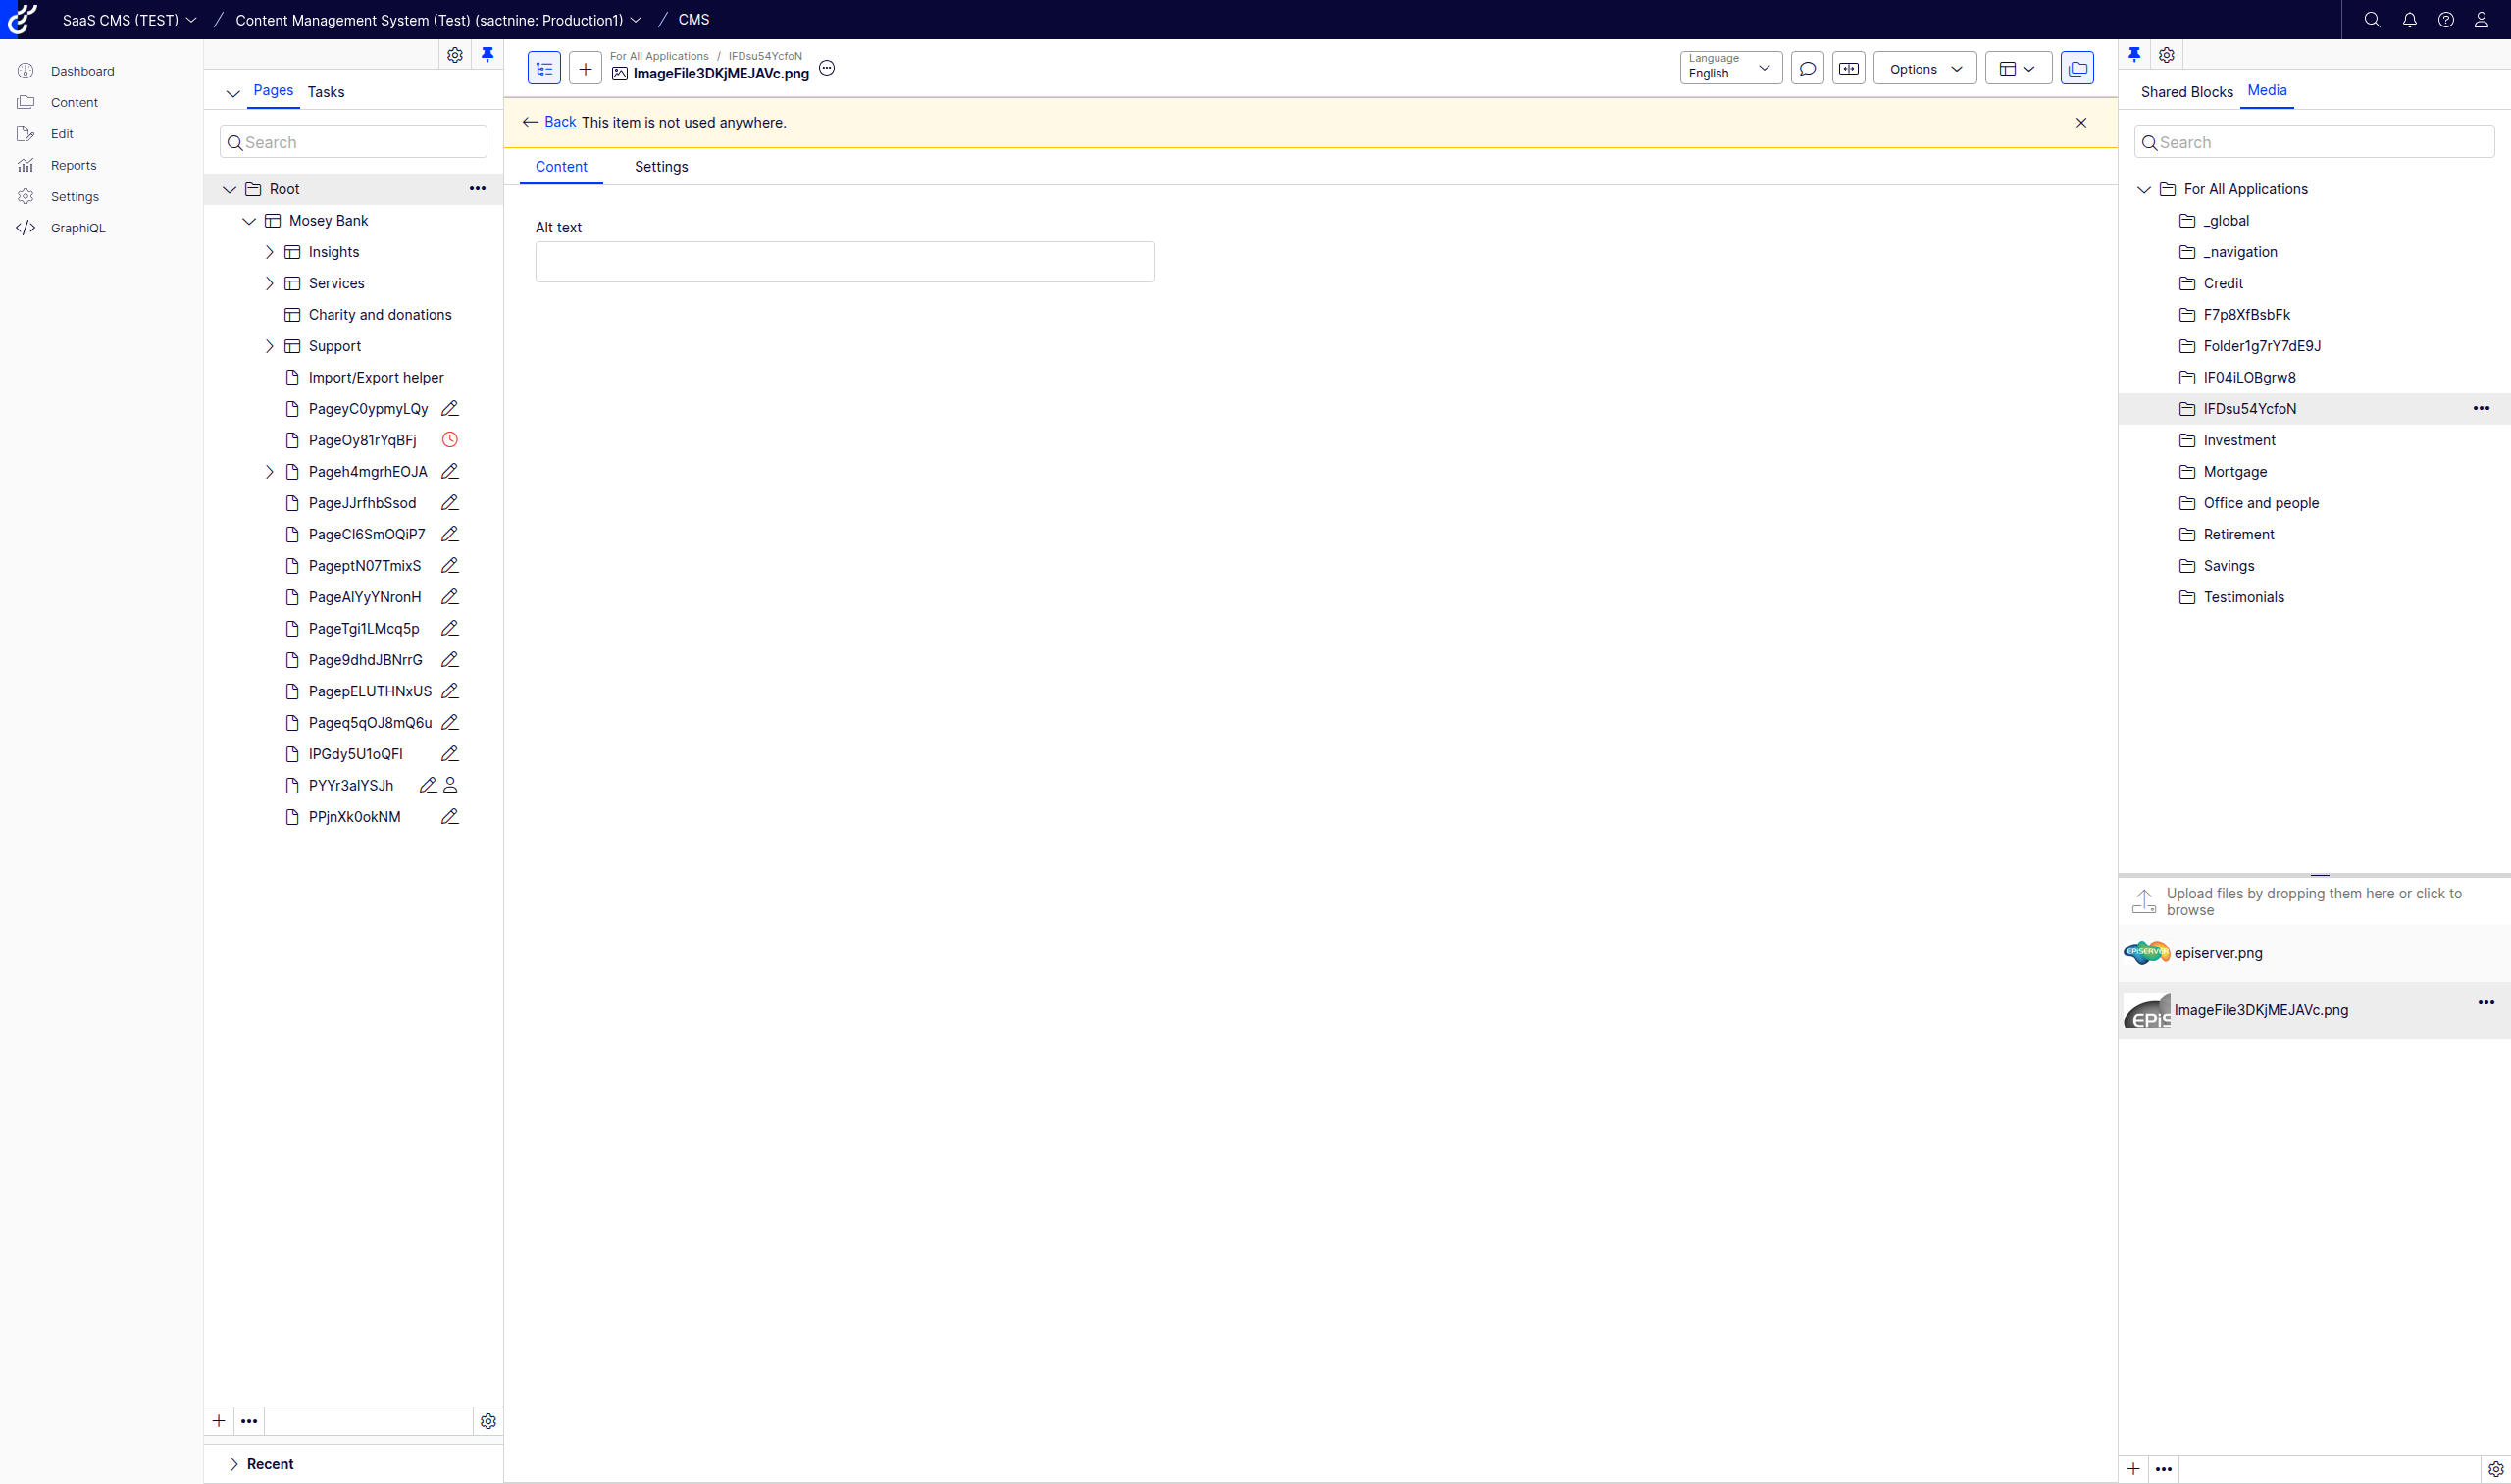 SaaS CMS (TEST) / Content Management System (Test) (sactnine: Production1) / CMS
Dashboard
Content
Edit
Reports
Settings
GraphiQL
Pages Tasks
Search
Root
Mosey Bank
Insights
Services
Charity and donations
Support
Import/Export helper
PageyC0ypmyLQy
PageOy81rYqBFj
Pageh4mgrhEOJA
PageJJrfhbSsod
PageCl6SmOQiP7
PageptN07TmixS
PageAlYyYNronH
PageTgi1LMcq5p
Page9dhdJBNrrG
PagepELUTHNxUS
Pageq5qOJ8mQ6u
IPGdy5U1oQFl
PYYr3alYSJh
PPjnXk0okNM
Recent
For All Applications / IFDsu54YcfoN
ImageFile3DKjMEJAVc.png
Language
English
Options
Back This item is not used anywhere.
Content Settings
Alt text
Shared Blocks Media
Search
For All Applications
_global
_navigation
Credit
F7p8XfBsbFk
Folder1g7rY7dE9J
IF04iLOBgrw8
IFDsu54YcfoN
Investment
Mortgage
Office and people
Retirement
Savings
Testimonials
Upload files by dropping them here or click to
browse
EPISERVER
episerver.png
EPiS
ImageFile3DKjMEJAVc.png